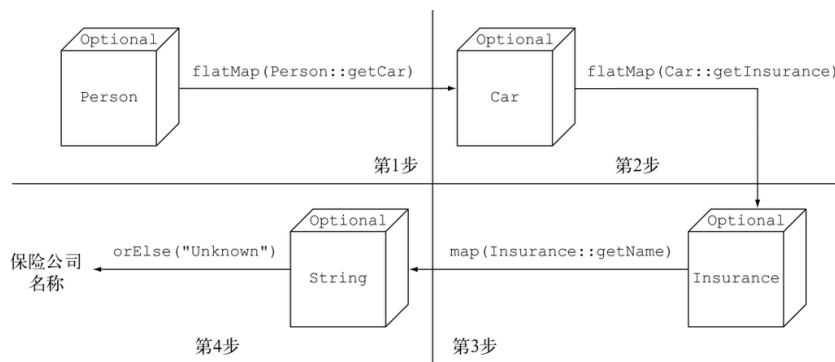 Optional
Person
flatMap(Person::getCar)
第1步
Optional
Car
flatMap(Car::getInsurance)
第2步
Optional
Insurance
map(Insurance::getName)
第3步
Optional
String
orElse("Unknown")
第4步
保险公司
名称